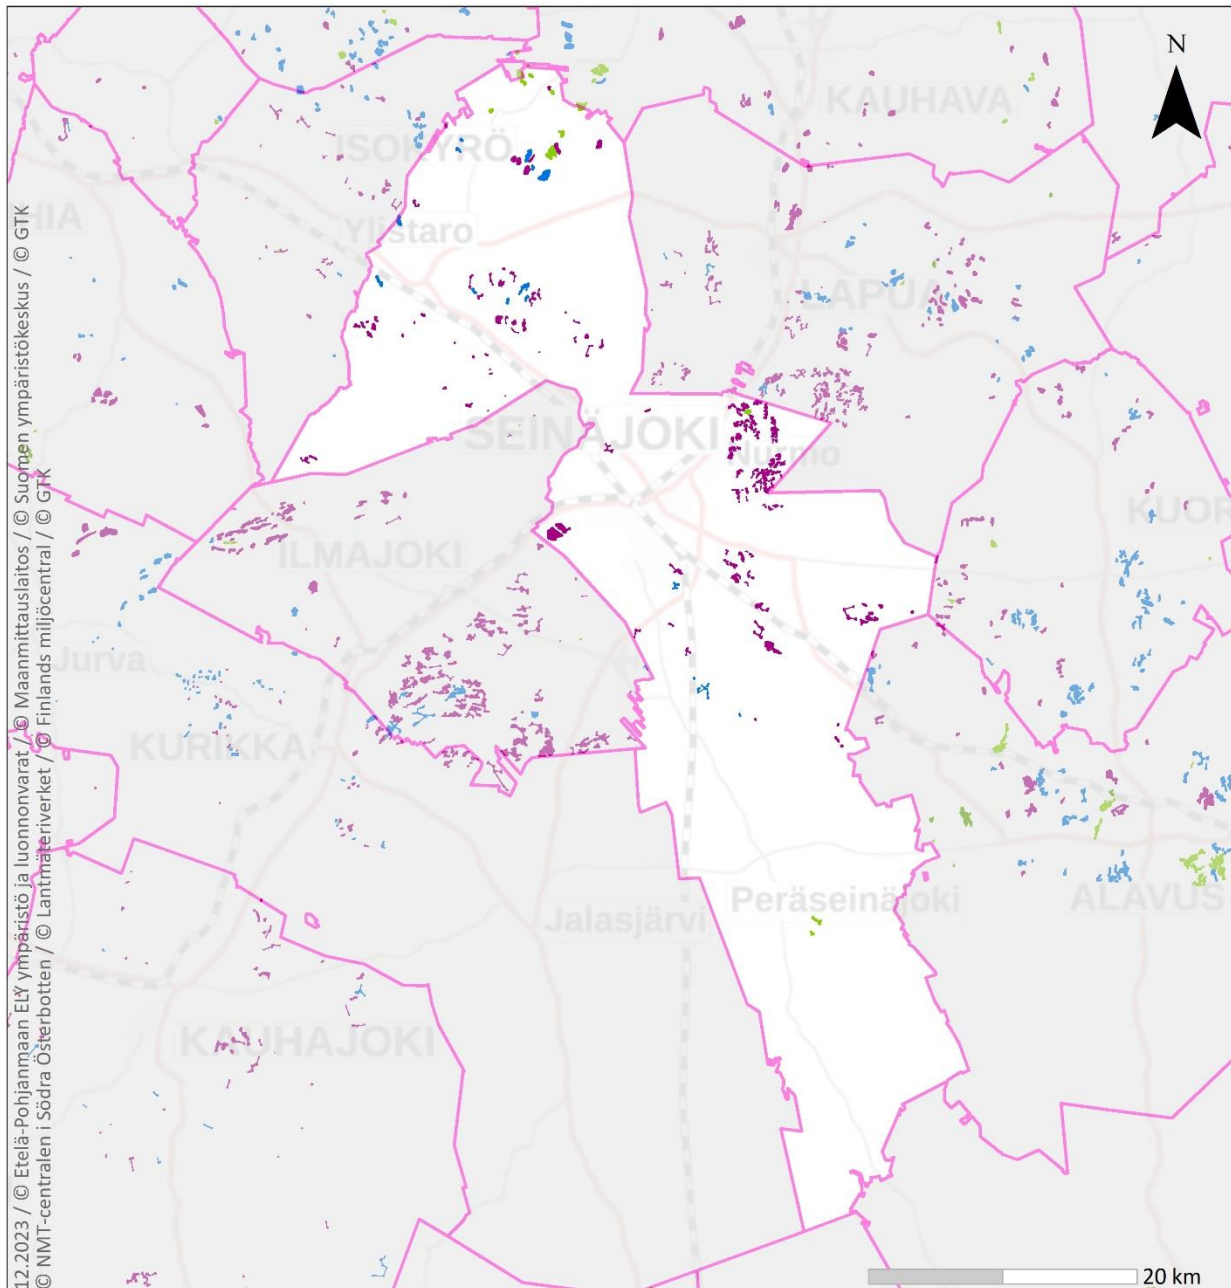 N
KAUHAVA
ISOKYRÖ
HIA
Ylistaro
LAPUA
SEINÄJOKI
Nurmo
KUOR
ILMAJOKI
Jurva
KURIKKA
Peräseinäjoki
Jalasjärvi
ALAVUS
KAUHAJOKI
20 km
12.2023 / © Etelä-Pohjanmaan ELY ympäristö ja luonnonvarat / © Maanmittauslaitos / © Suomen ympäristökeskus / © GTK
© NMT-centralen i Södra Österbotten / © Lantmäteriverket / © Finlands miljöcentral / © GTK